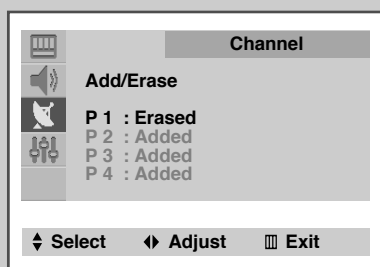 Channel
Add/Erase
P 1 : Erased
P 2 : Added
P 3 : Added
P 4 : Added
Select Adjust Exit